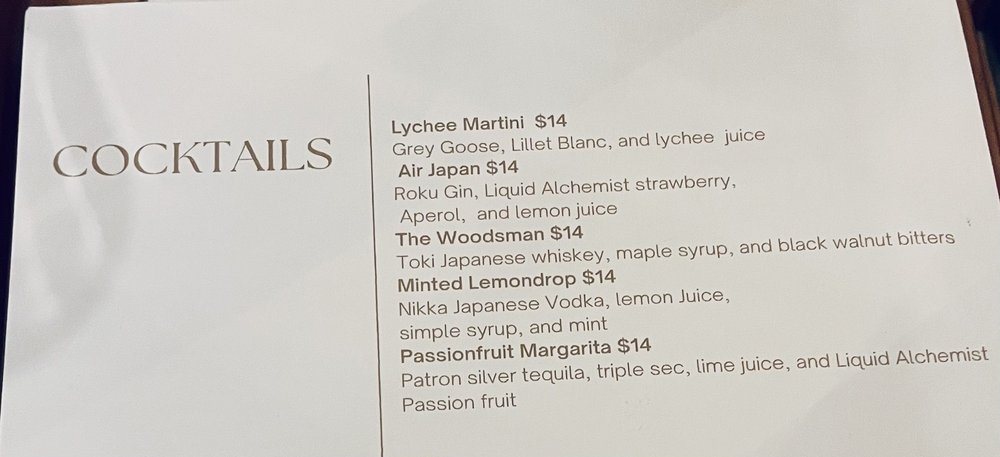 COCKTAILS
Lychee Martini $14
Grey Goose, Lillet Blanc, and lychee juice
Air Japan $14
Roku Gin, Liquid Alchemist strawberry,
Aperol, and lemon juice
The Woodsman $14
Toki Japanese whiskey, maple syrup, and black walnut bitters
Minted Lemondrop $14
Nikka Japanese Vodka, lemon Juice,
simple syrup, and mint
Passionfruit Margarita $14
Patron silver tequila, triple sec, lime juice, and Liquid Alchemist
Passion fruit